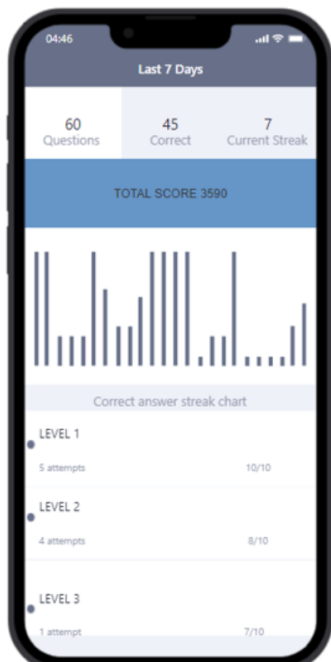 04:46
Last 7 Days
60 45 7
Questions Correct Current Streak
TOTAL SCORE 3590
Correct answer streak chart
LEVEL 1
5 attempts 10/10
LEVEL 2
4 attempts 8/10
LEVEL 3
1 attempt 7/10